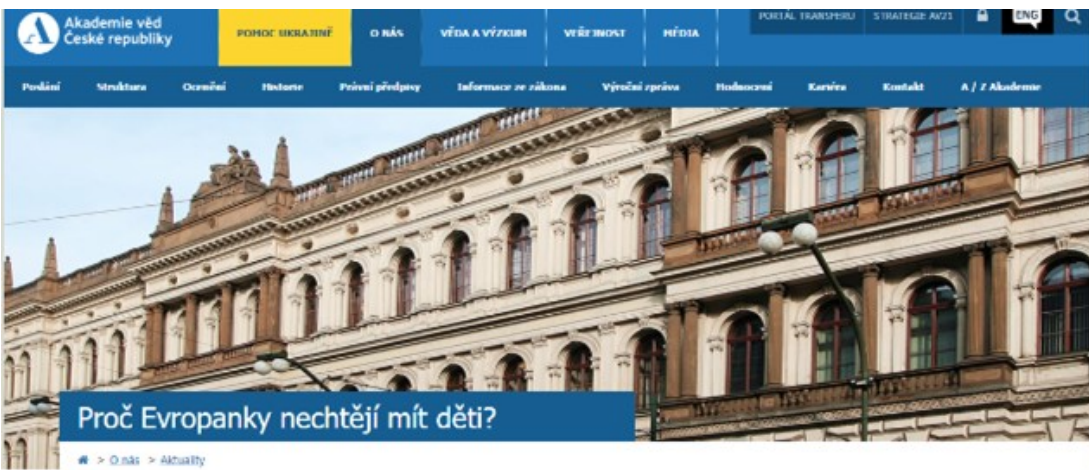 Akademie věd
České republiky
POMOC UKRAJINĚ
O NÁS
VĚDA A VÝZKUM
VEŘEJNOST
MÉDIA
PORTÁL TRANSFERU
STRATEGIE AV21
ENG
Poslání
Struktura
Ocenění
Historie
Právní předpisy
Informace ze zákona
Výroční zpráva
Hodnocení
Kariéra
Kontakt
A / Z Akademie
Proč Evropanky nechtějí mít děti?
> O nás > Aktuality